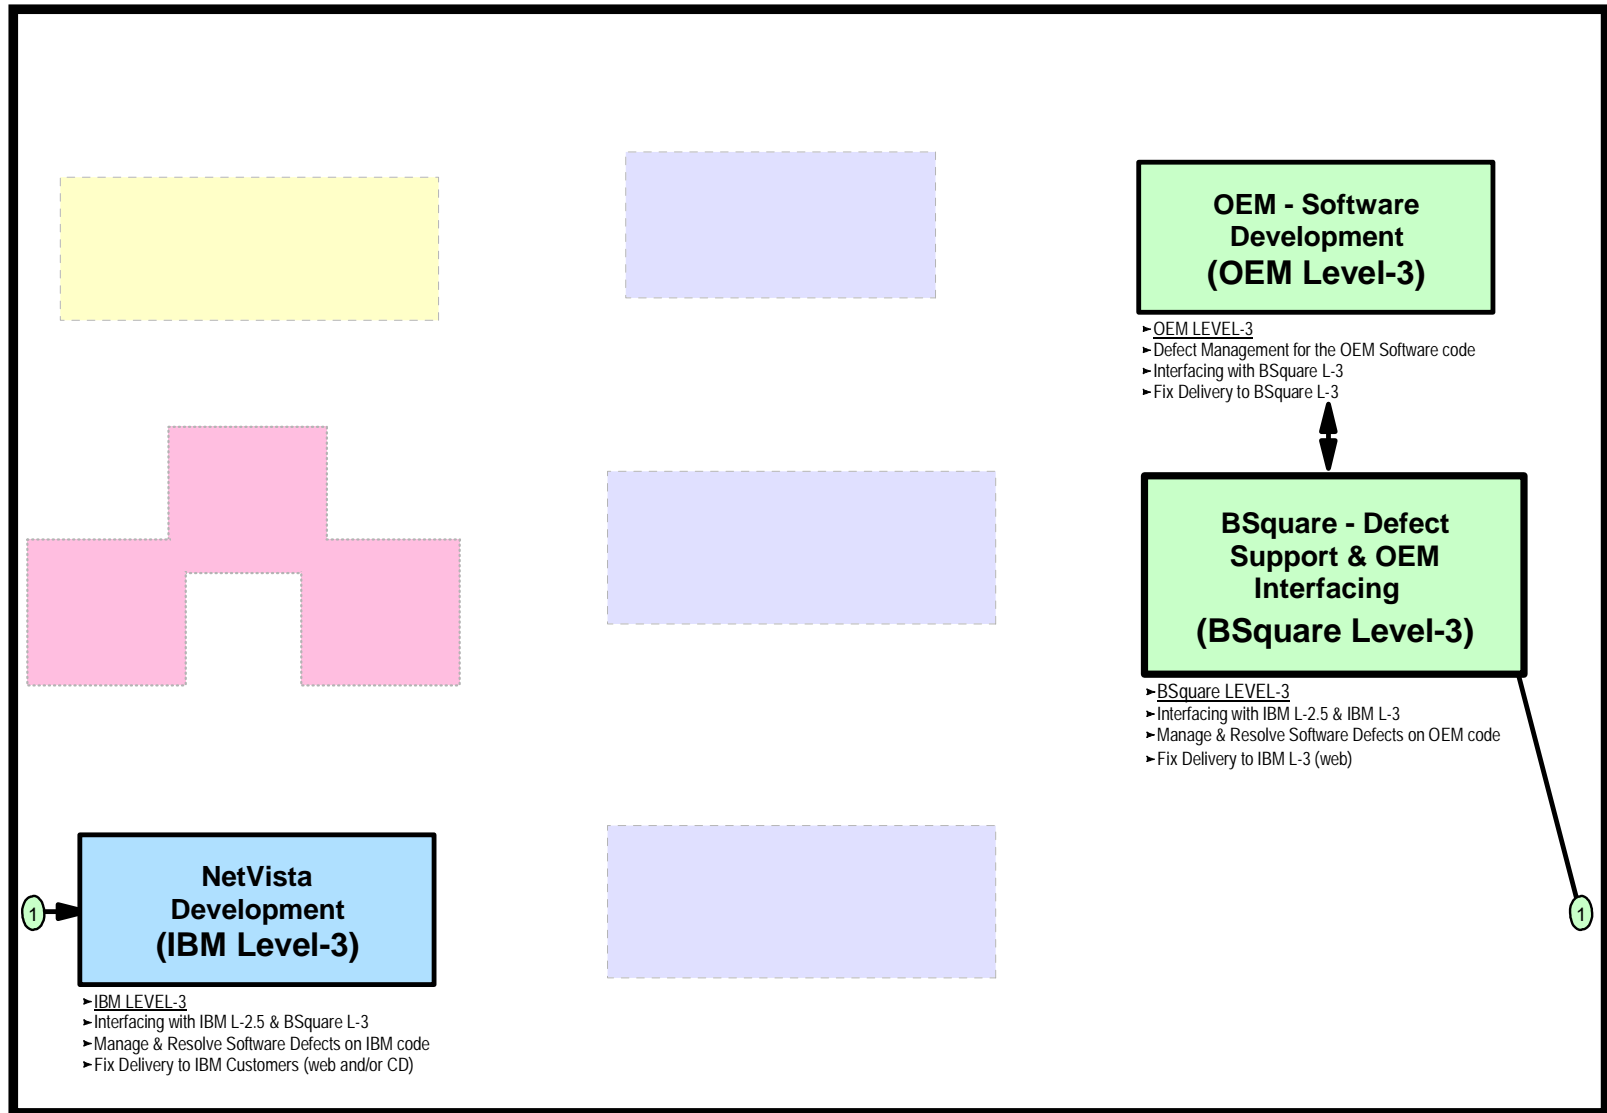 OEM - Software
Development
(OEM Level-3)
➢OEM LEVEL-3
➢Defect Management for the OEM Software code
➢Interfacing with BSquare L-3
➢Fix Delivery to BSquare L-3
BSquare - Defect
Support & OEM
Interfacing
(BSquare Level-3)
➢BSquare LEVEL-3
➢Interfacing with IBM L-2.5 & IBM L-3
➢Manage & Resolve Software Defects on OEM code
➢Fix Delivery to IBM L-3 (web)
1
NetVista
Development
(IBM Level-3)
1
➢IBM LEVEL-3
➢Interfacing with IBM L-2.5 & BSquare L-3
➢Manage & Resolve Software Defects on IBM code
➢Fix Delivery to IBM Customers (web and/or CD)